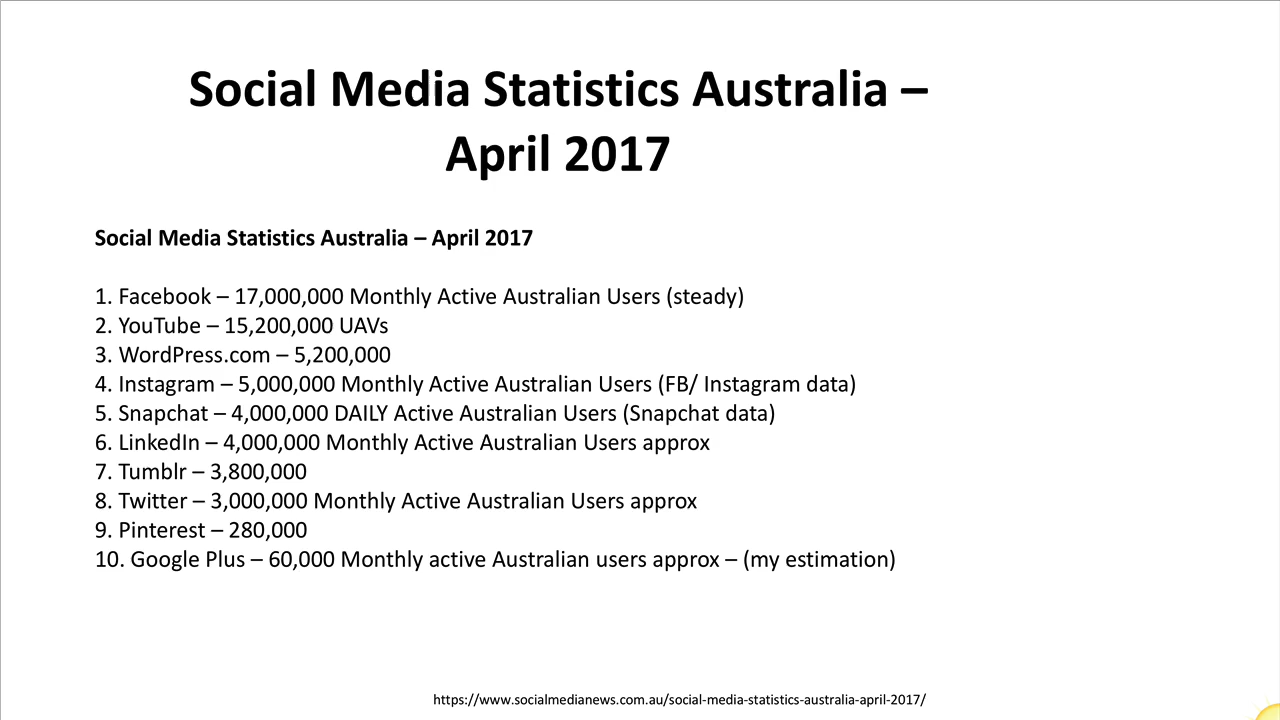 Social Media Statistics Australia –
April 2017
Social Media Statistics Australia – April 2017
1. Facebook – 17,000,000 Monthly Active Australian Users (steady)
2. YouTube – 15,200,000 UAVs
3. WordPress.com – 5,200,000
4. Instagram – 5,000,000 Monthly Active Australian Users (FB/ Instagram data)
5. Snapchat – 4,000,000 DAILY Active Australian Users (Snapchat data)
6. LinkedIn – 4,000,000 Monthly Active Australian Users approx
7. Tumblr – 3,800,000
8. Twitter – 3,000,000 Monthly Active Australian Users approx
9. Pinterest – 280,000
10. Google Plus – 60,000 Monthly active Australian users approx – (my estimation)
https://www.socialmedianews.com.au/social-media-statistics-australia-april-2017/